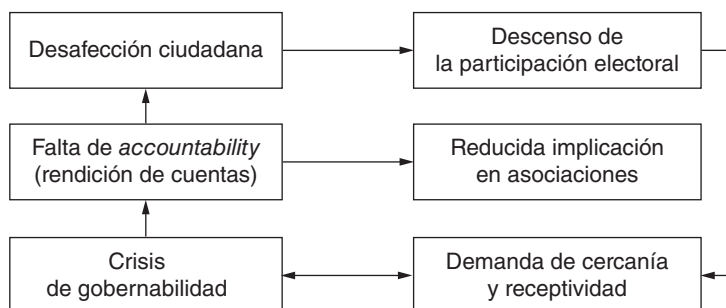 Desafección ciudadana
Descenso de
la participación electoral
Falta de accountability
(rendición de cuentas)
Reducida implicación
en asociaciones
Crisis
de gobernabilidad
Demanda de cercanía
y receptividad